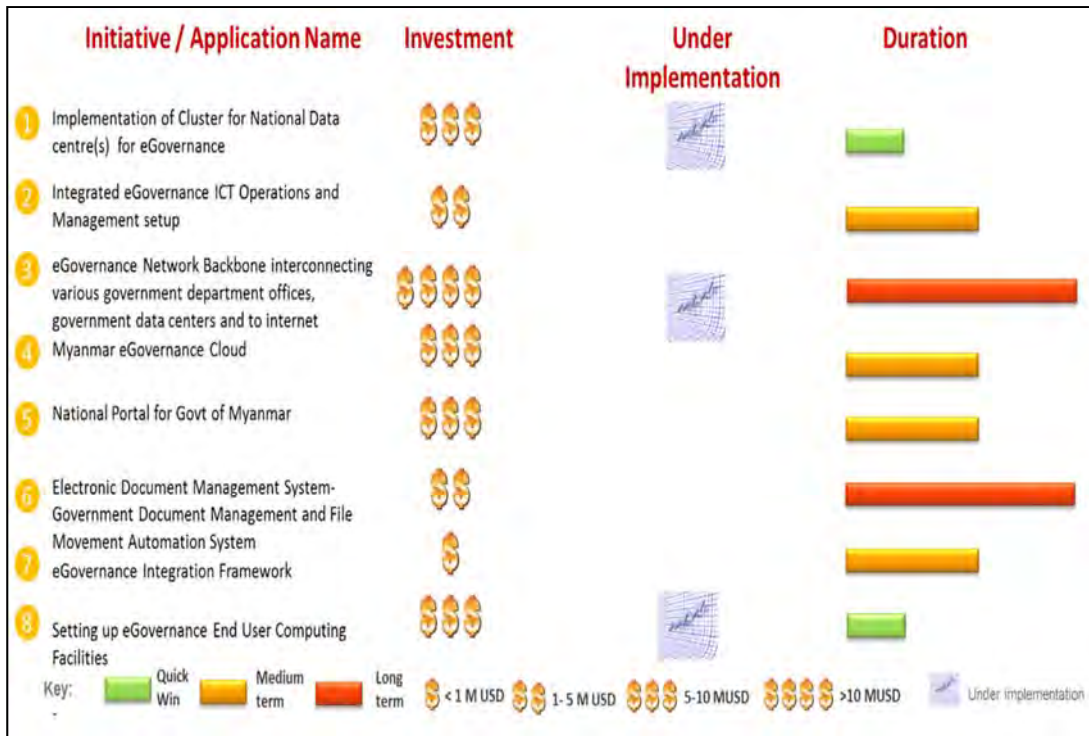 Initiative / Application Name Investment Under Duration
Implementation
1 Implementation of Cluster for National Data
centre(s) for eGovernance
$ $ $
2 Integrated eGovernance ICT Operations and
Management setup
$ $
3 eGovernance Network Backbone interconnecting
various government department offices,
government data centers and to internet
$ $ $ $
4 Myanmar eGovernance Cloud
$ $ $
5 National Portal for Govt of Myanmar
$ $ $
6 Electronic Document Management System-
Government Document Management and File
Movement Automation System
$ $
7 eGovernance Integration Framework
$
8 Setting up eGovernance End User Computing
Facilities
$ $ $
Key: Quick Medium Long
- Win term term
$ < 1 M USD $ $ 1- 5 M USD $ $ $ 5-10 MUSD $ $ $ $ >10 MUSD Under implementation